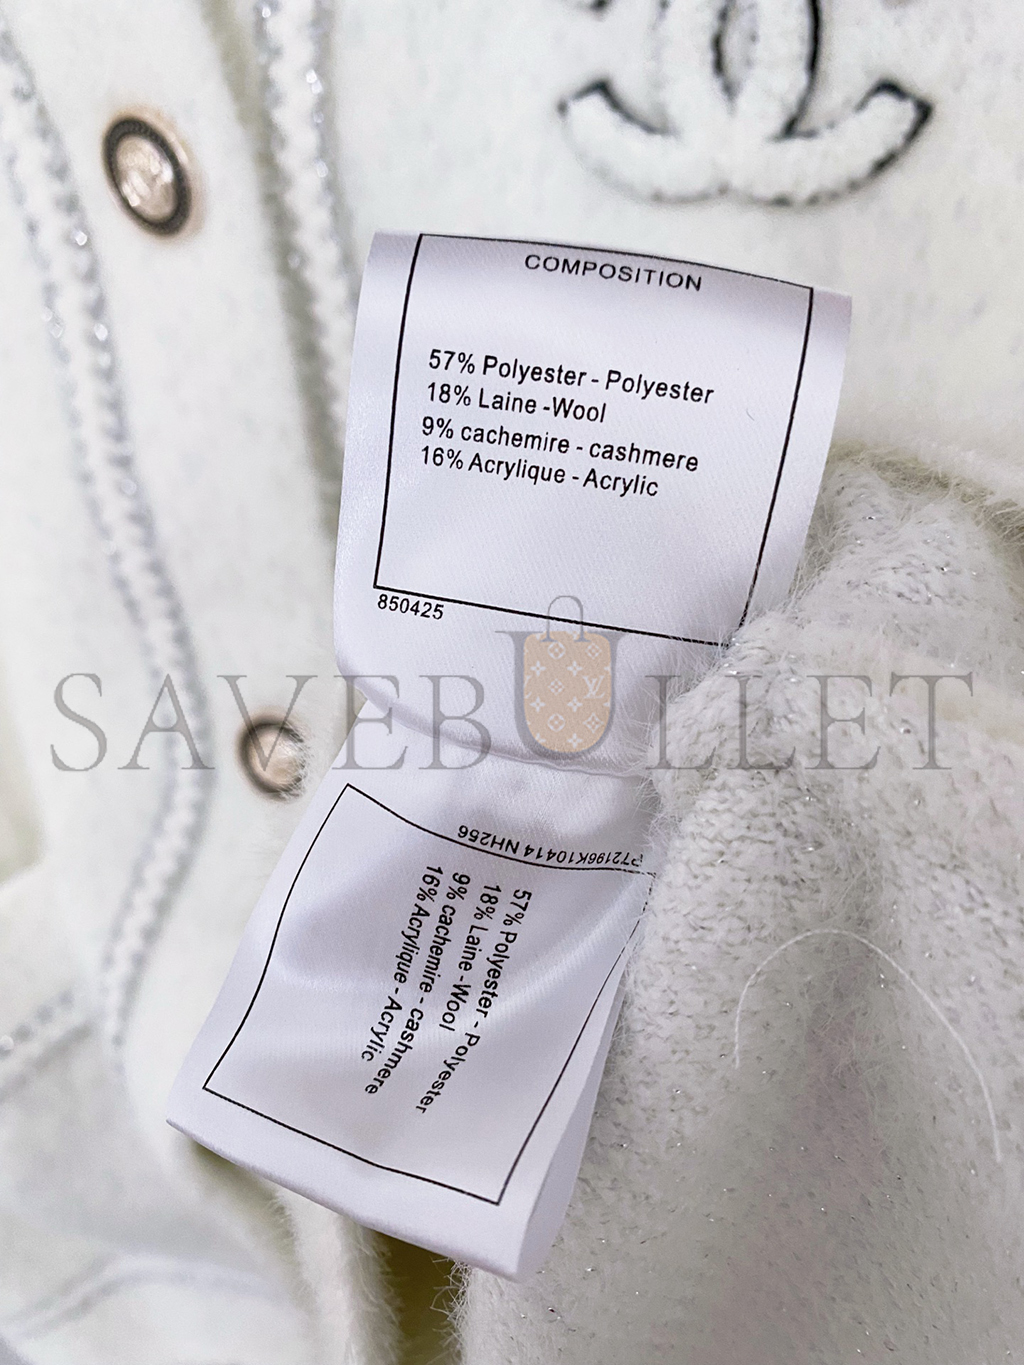 COMPOSITION
57% Polyester - Polyester
18% Laine -Wool
9% cachemire - cashmere
16% Acrylique - Acrylic
850425
SAVEBULLET
P72196K10414 NH256
57% Polyester - Polyester
18% Laine -Wool
9% cachemire - cashmere
16% Acrylique - Acrylic